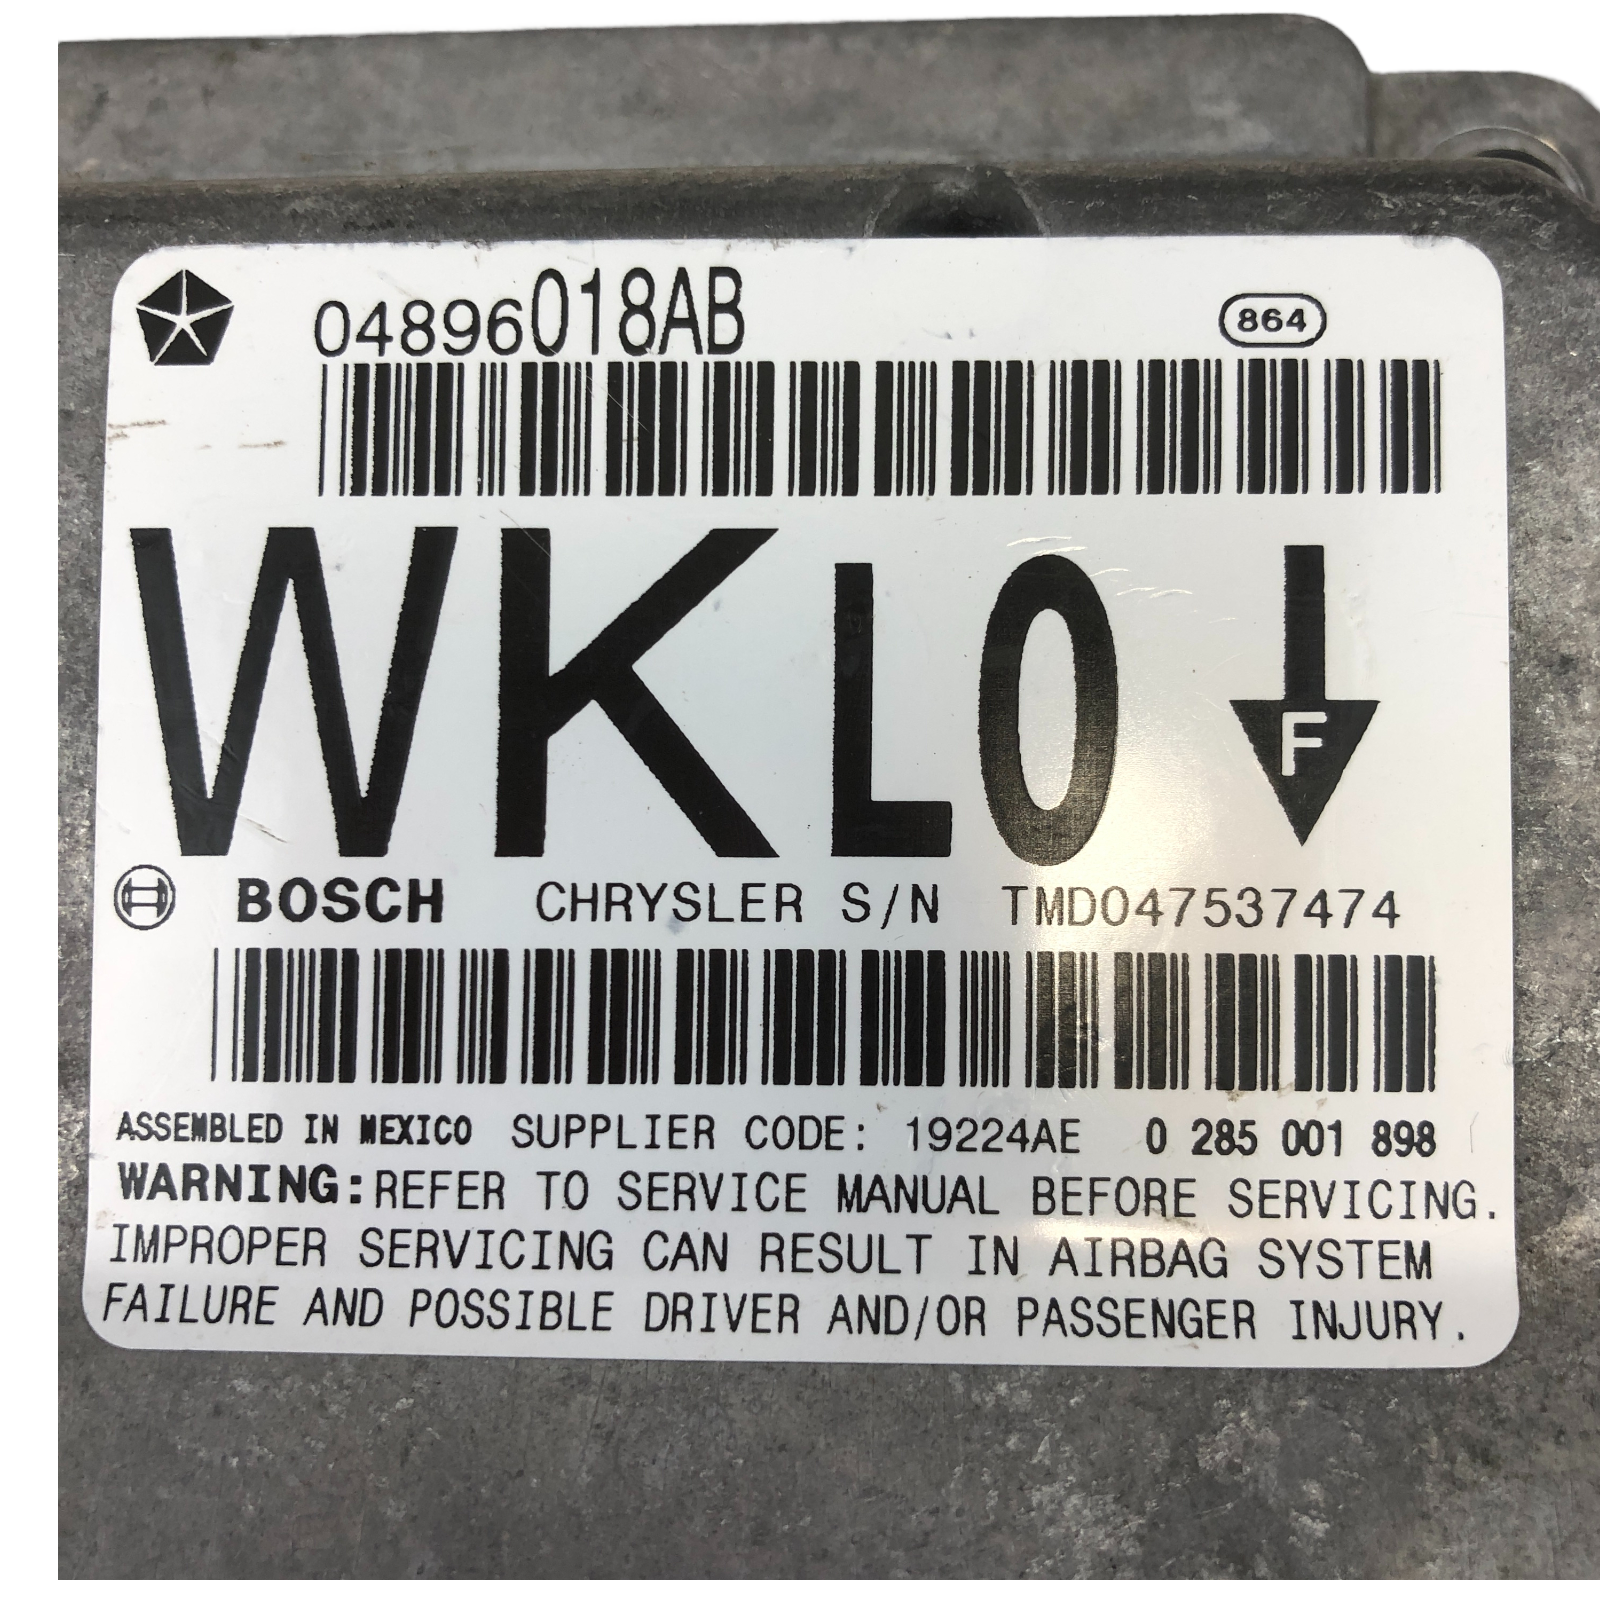 04896018AB
864
WKLO
F
BOSCH CHRYSLER S/N TMD047537474
ASSEMBLED IN MEXICO SUPPLIER CODE: 19224AE 0 285 001 898
WARNING: REFER TO SERVICE MANUAL BEFORE SERVICING.
IMPROPER SERVICING CAN RESULT IN AIRBAG SYSTEM
FAILURE AND POSSIBLE DRIVER AND/OR PASSENGER INJURY.